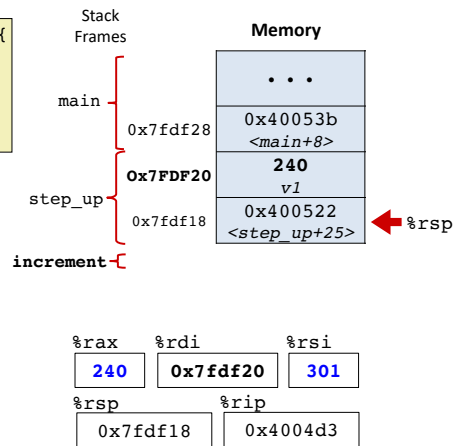 {
Stack
Frames
Memory
• • •
main
0x7fdf28
0x40053b
<main+8>
step_up
0x7FDF20
240
v1
0x7fdf18
0x400522
<step_up+25>
%rsp
increment
%rax
%rdi
%rsi
240
0x7fdf20
301
%rsp
%rip
0x7fdf18
0x4004d3